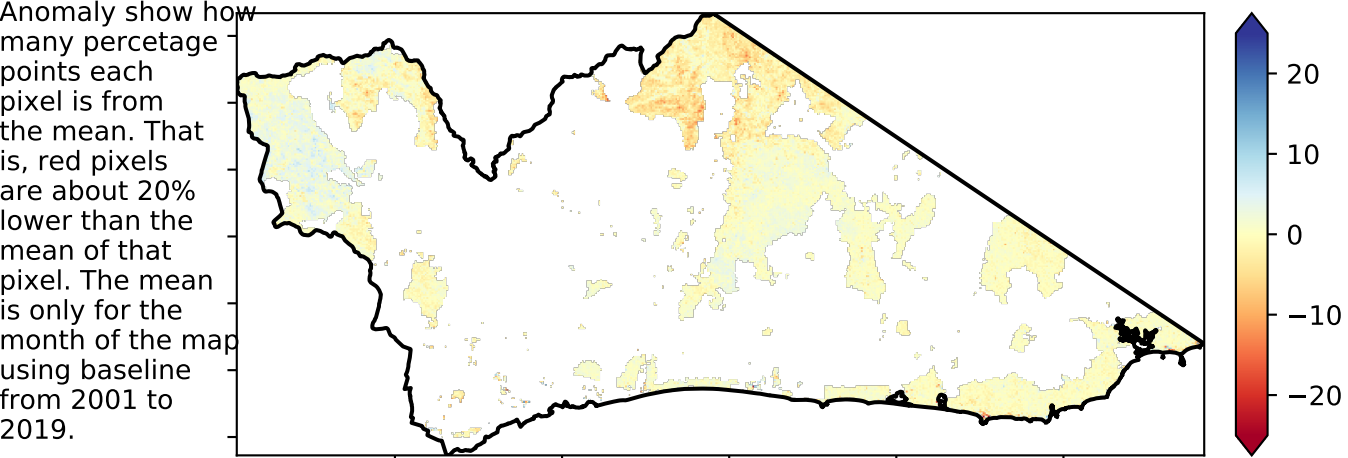 Anomaly show how
many percetage
points each
pixel is from
the mean. That
is, red pixels
are about 20%
lower than the
mean of that
pixel. The mean
is only for the
month of the map
using baseline
from 2001 to
2019.
20
10
0
−10
−20